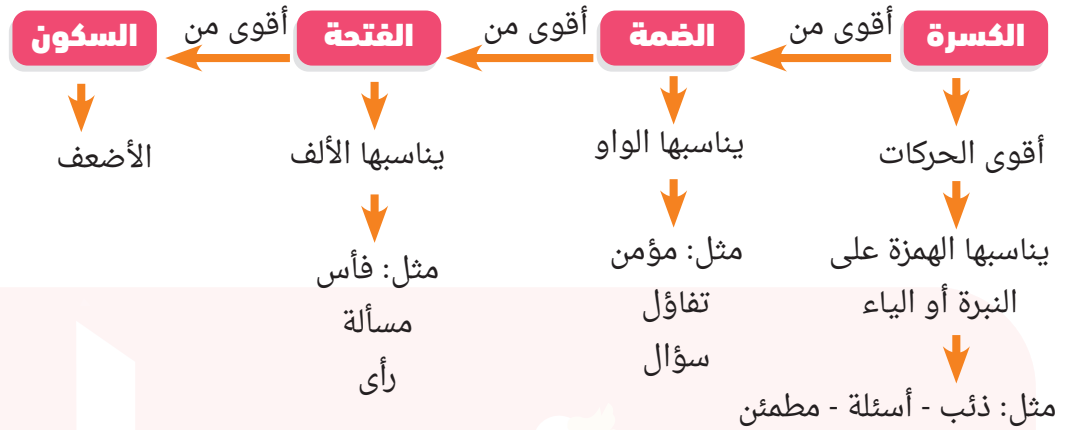 الكسرة أقوى من الضمة أقوى من الفتحة أقوى من السكون
أقوى الحركات
يناسبها الهمزة على
النبرة أو الياء
مثل: ذئب - أسئلة - مطمئن
يناسبها الواو
مثل: مؤمن
تفاؤل
سؤال
يناسبها الألف
مثل: فأس
مسألة
رأى
الأضعف